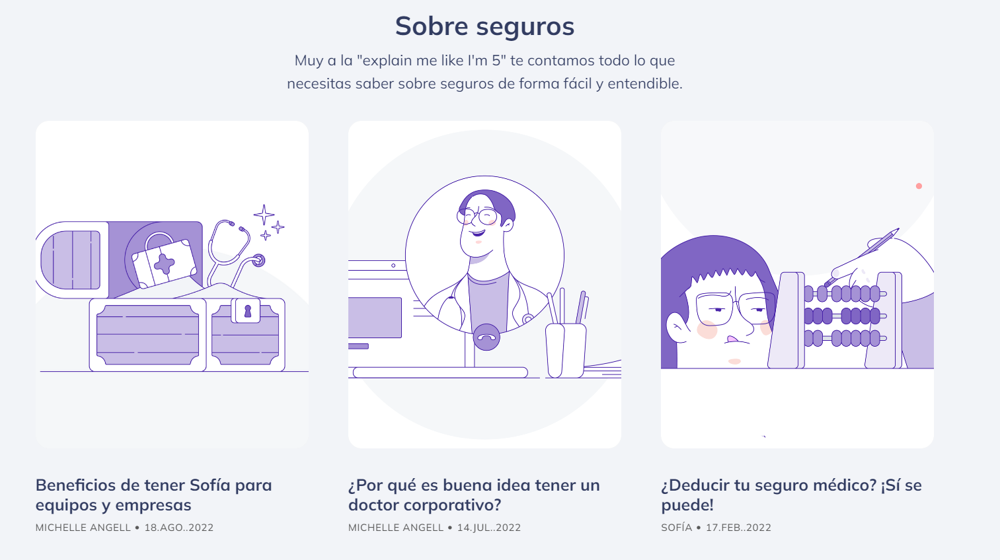 Sobre seguros
Muy a la "explain me like I'm 5" te contamos todo lo que
necesitas saber sobre seguros de forma fácil y entendible.
Beneficios de tener Sofía para
equipos y empresas
MICHELLE ANGELL • 18.AGO..2022
¿Por qué es buena idea tener un
doctor corporativo?
MICHELLE ANGELL • 14.JUL..2022
¿Deducir tu seguro médico? ¡Sí se
puede!
SOFÍA • 17.FEB..2022